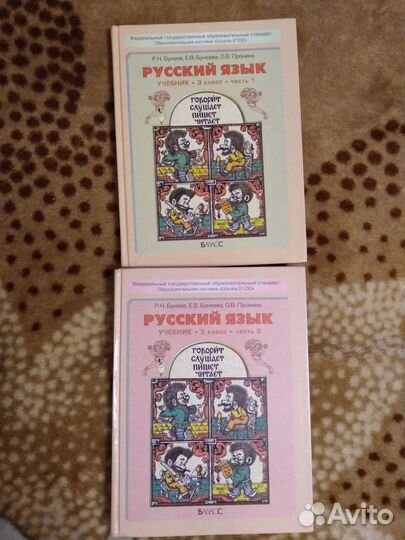 Федеральный государственный образовательный стандарт
Образовательная система «Школа 2100»
Р.Н. Бунеев, Е.В. Бунеева, О.В. Пронина
РУССКИЙ ЯЗЫК
УЧЕБНИК • 3 класс • часть 1
ГОВОРИТ
СЛУШАЕТ
ПИШЕТ
ЧИТАЕТ
БАЛАСС
Федеральный государственный образовательный стандарт
Образовательная система «Школа 2100»
Р.Н. Бунеев, Е.В. Бунеева, О.В. Пронина
РУССКИЙ ЯЗЫК
УЧЕБНИК • 3 класс • часть 2
ГОВОРИТ
СЛУШАЕТ
ПИШЕТ
ЧИТАЕТ
БАЛАСС
Avito